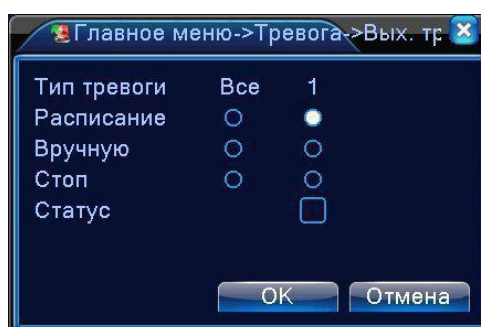 Главное меню->Тревога->Вых. тр
Тип тревоги Все 1
Расписание
Вручную
Стоп
Статус
OK Отмена